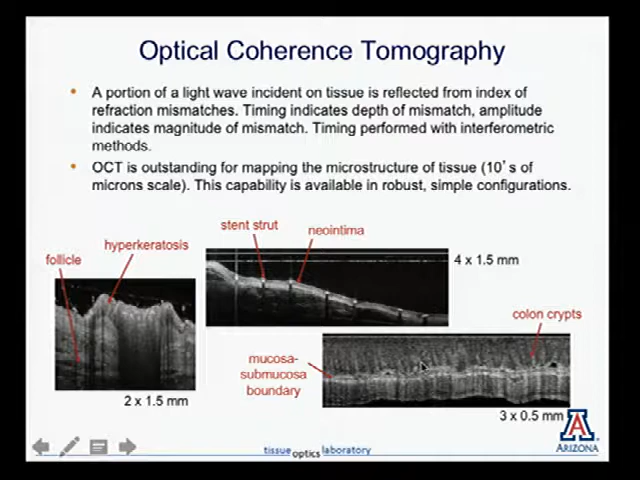 Optical Coherence Tomography
• A portion of a light wave incident on tissue is reflected from index of
refraction mismatches. Timing indicates depth of mismatch, amplitude
indicates magnitude of mismatch. Timing performed with interferometric
methods.
• OCT is outstanding for mapping the microstructure of tissue (10's of
microns scale). This capability is available in robust, simple configurations.
stent strut
neointima
hyperkeratosis
follicle
4 x 1.5 mm
colon crypts
mucosa-
submucosa
boundary
2 x 1.5 mm
3 x 0.5 mm
A
ARIZONA
tissue optics laboratory